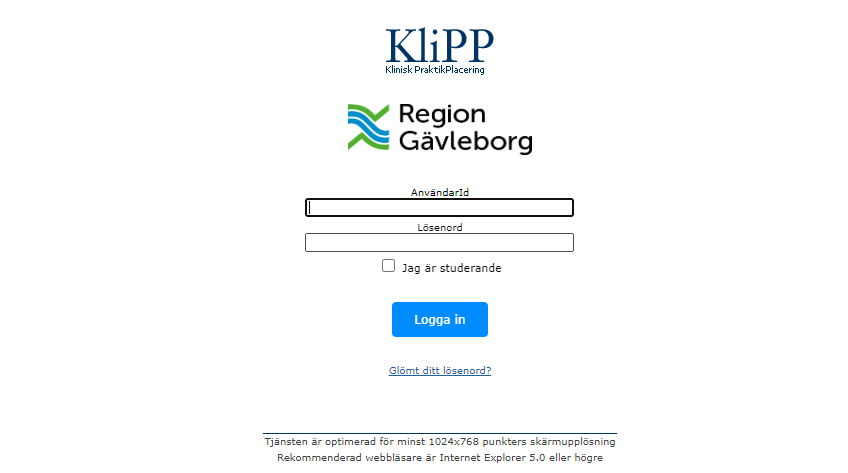 KliPP
Klinisk PraktikPlacering
Region
Gävleborg
AnvändarId
Lösenord
Jag är studerande
Logga in
Glömt ditt lösenord?
Tjänsten är optimerad för minst 1024x768 punkters skärmupplösning
Rekommenderad webbläsare är Internet Explorer 5.0 eller högre